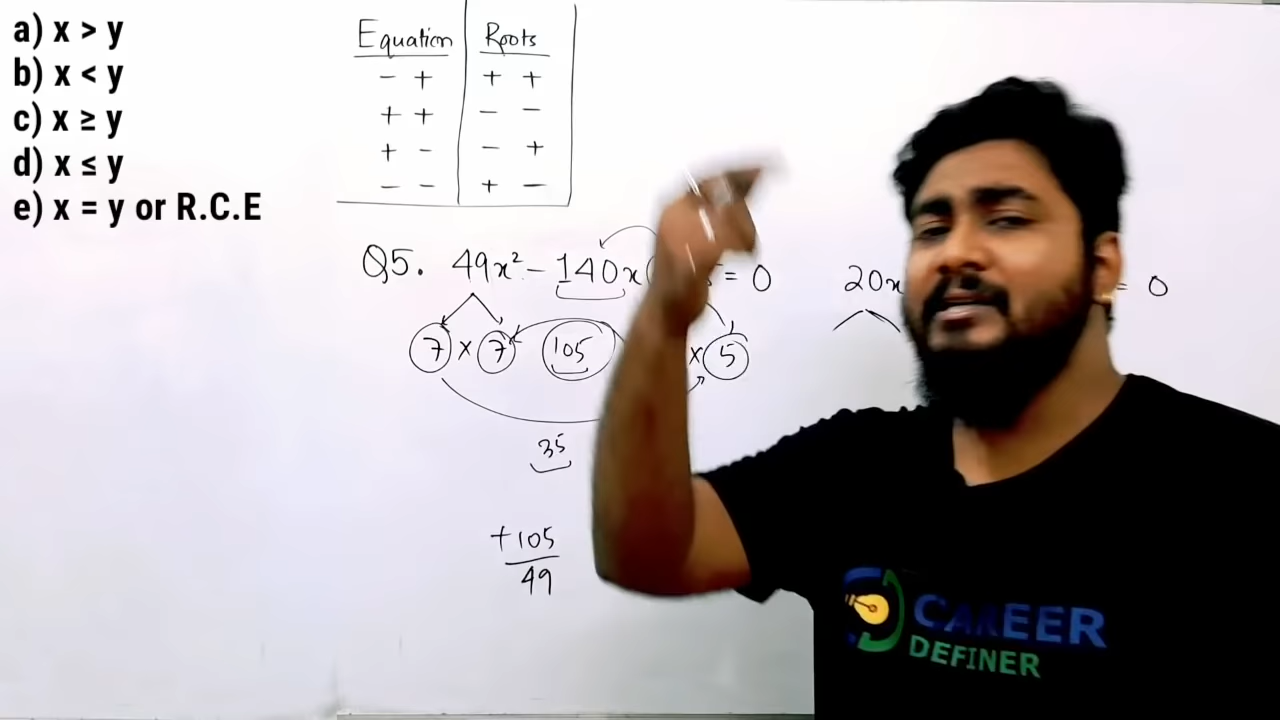 a) x > y
b) x < y
c) x ≥ y
d) x ≤ y
e) x = y or R.C.E
Equation Roots
- + + +
+ + - -
+ - - +
- - + -
Q5. 49x² - 140x = 0
20x = 0
7 × 7 105 × 5
35
+105
49
CAREER
DEFINER